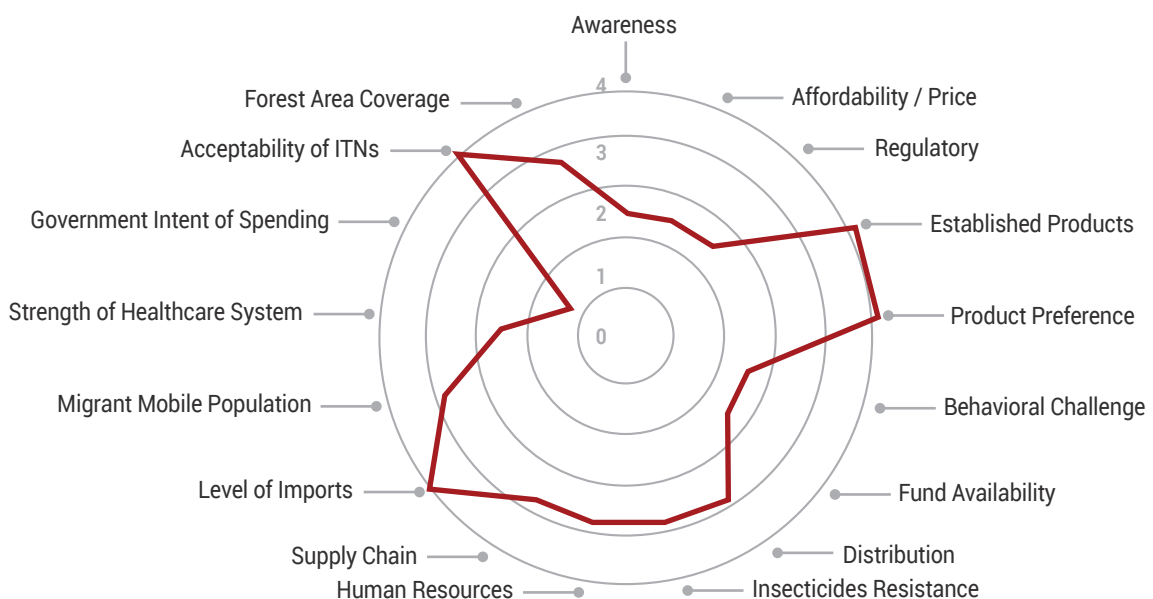 Awareness
4
Forest Area Coverage
Affordability / Price
Acceptability of ITNs
3
Regulatory
Government Intent of Spending
2
Established Products
1
Strength of Healthcare System
0
Product Preference
Migrant Mobile Population
Behavioral Challenge
Level of Imports
Fund Availability
Supply Chain
Distribution
Human Resources
Insecticides Resistance